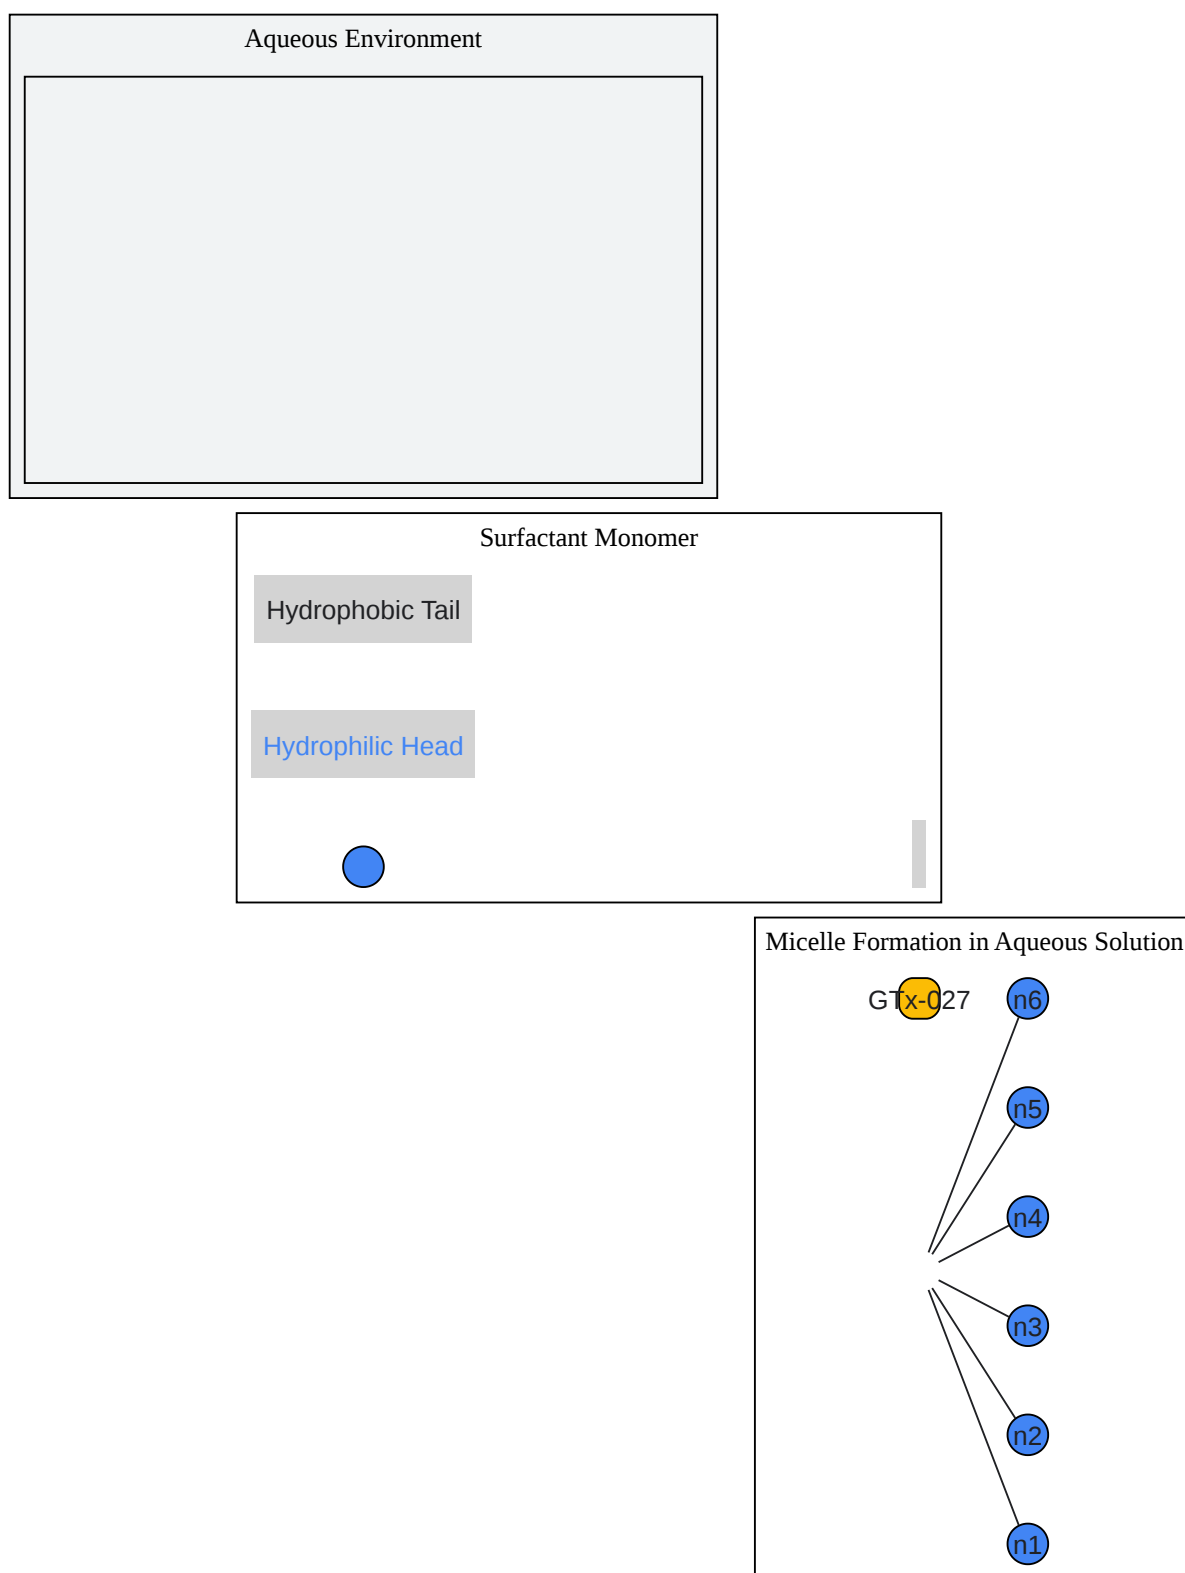 Aqueous Environment
Surfactant Monomer
Hydrophobic Tail
Hydrophilic Head
Micelle Formation in Aqueous Solution
GTx-027
n6
n5
n4
n3
n2
n1